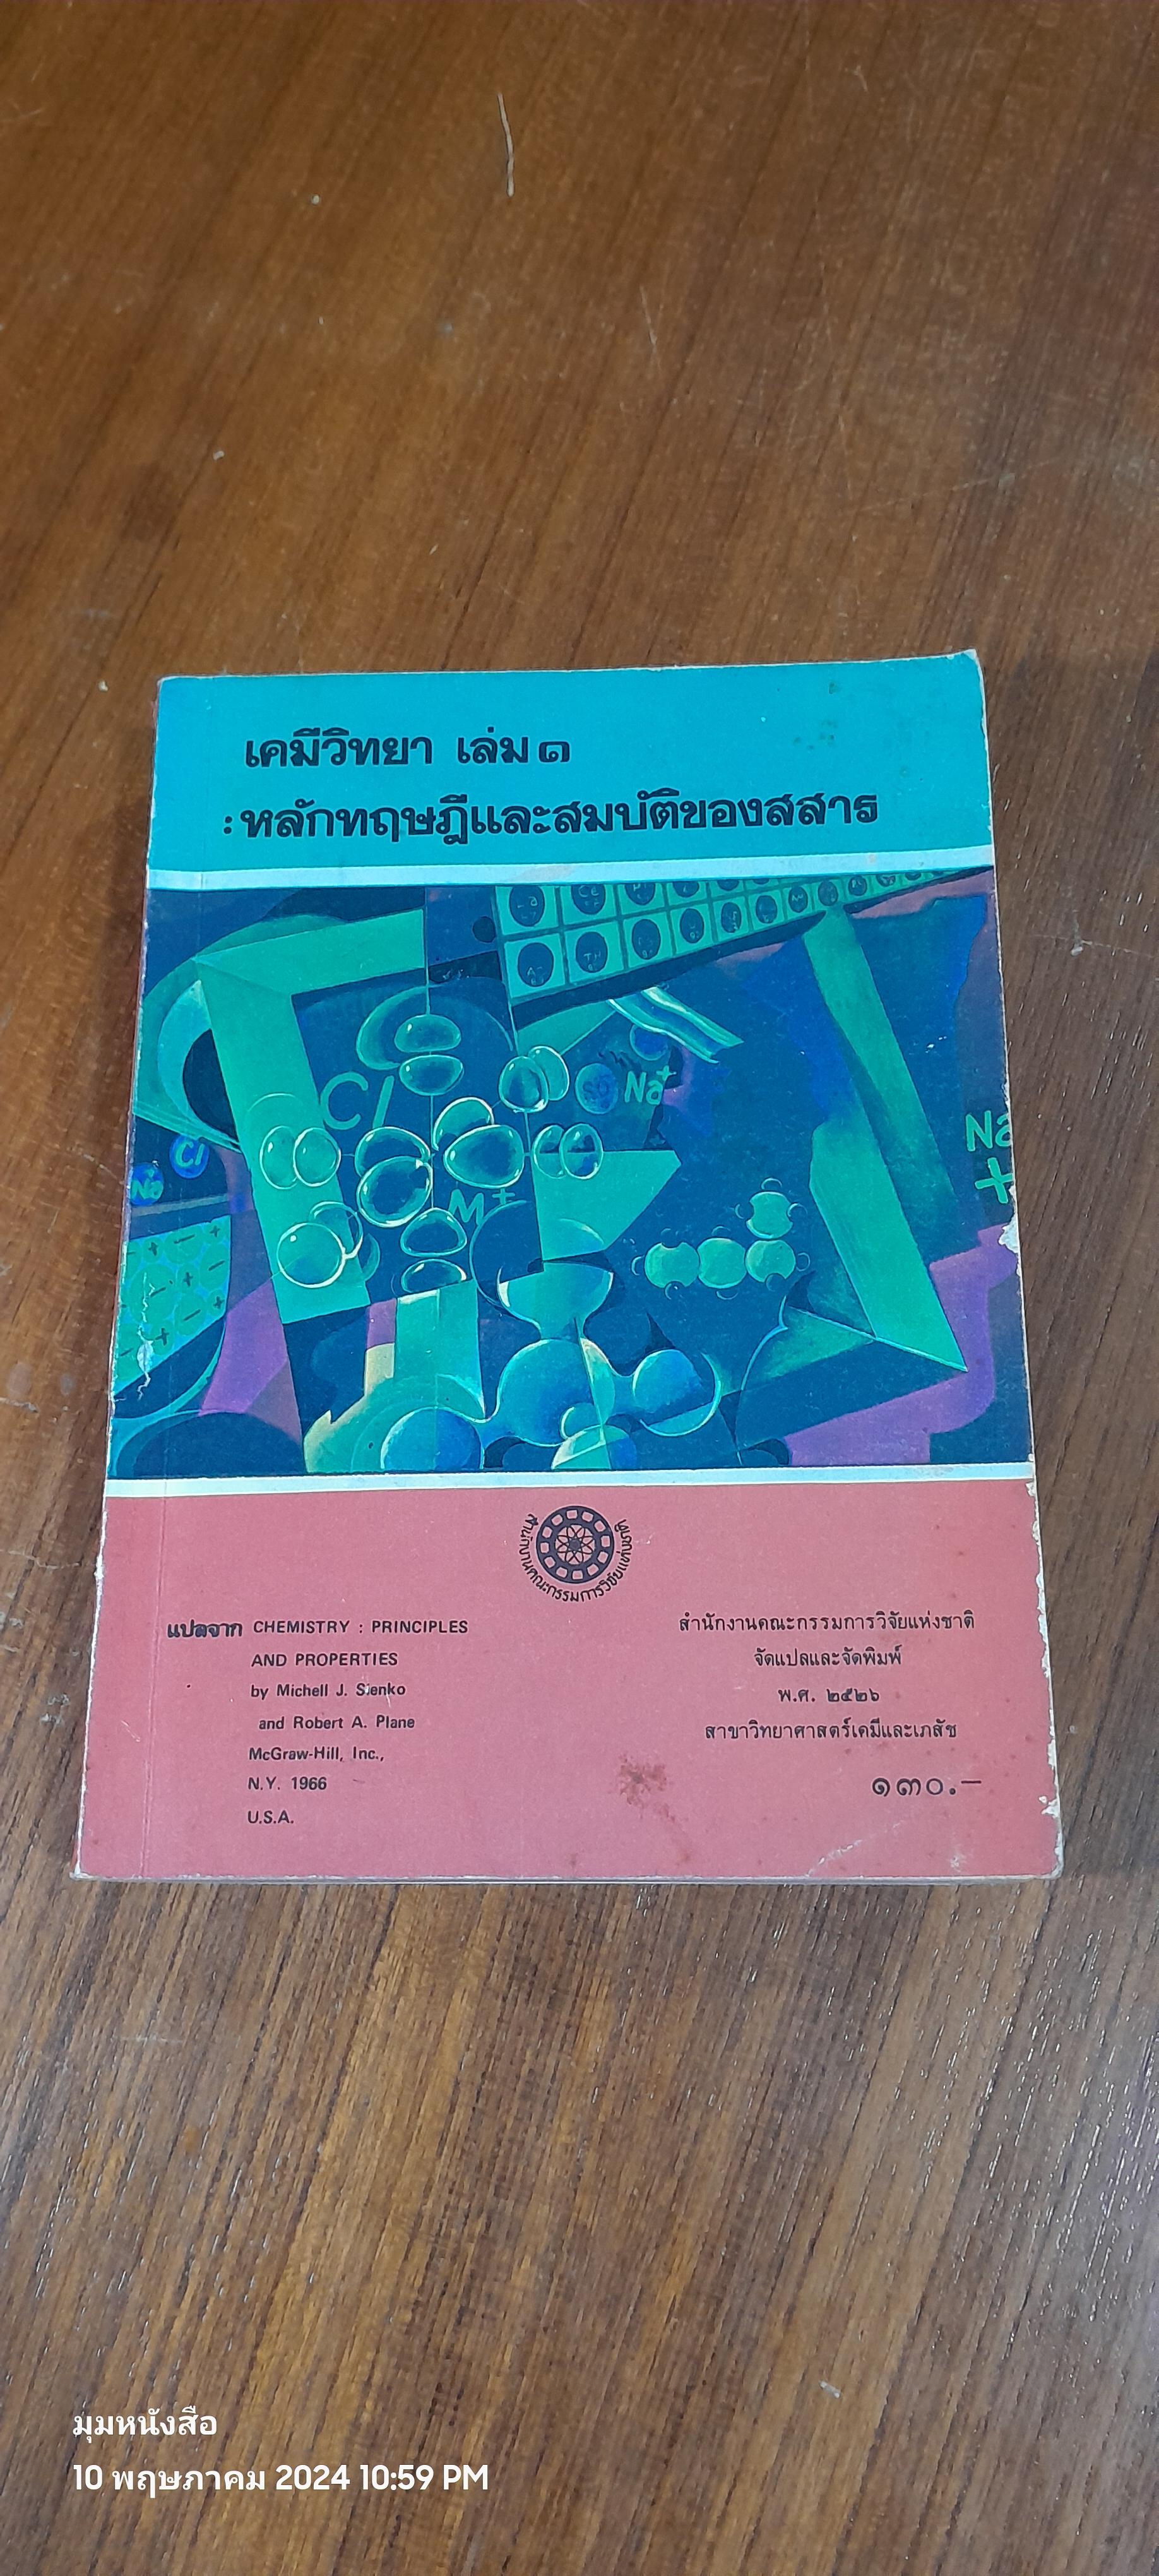 เคมีวิทยา เล่ม ๑
: หลักทฤษฎีและสมบัติของสสาร
La
Ce
Th
Cl
Na+
Na
+
Cl
Na
M+
สำนักงานคณะกรรมการวิจัยแห่งชาติ
แปลจาก CHEMISTRY : PRINCIPLES
AND PROPERTIES
by Michell J. Sienko
and Robert A. Plane
McGraw-Hill, Inc.,
N.Y. 1966
U.S.A.
สำนักงานคณะกรรมการวิจัยแห่งชาติ
จัดแปลและจัดพิมพ์
พ.ศ. ๒๕๒๖
สาขาวิทยาศาสตร์เคมีและเภสัช
๑๓๐.–
มุมหนังสือ
10 พฤษภาคม 2024 10:59 PM